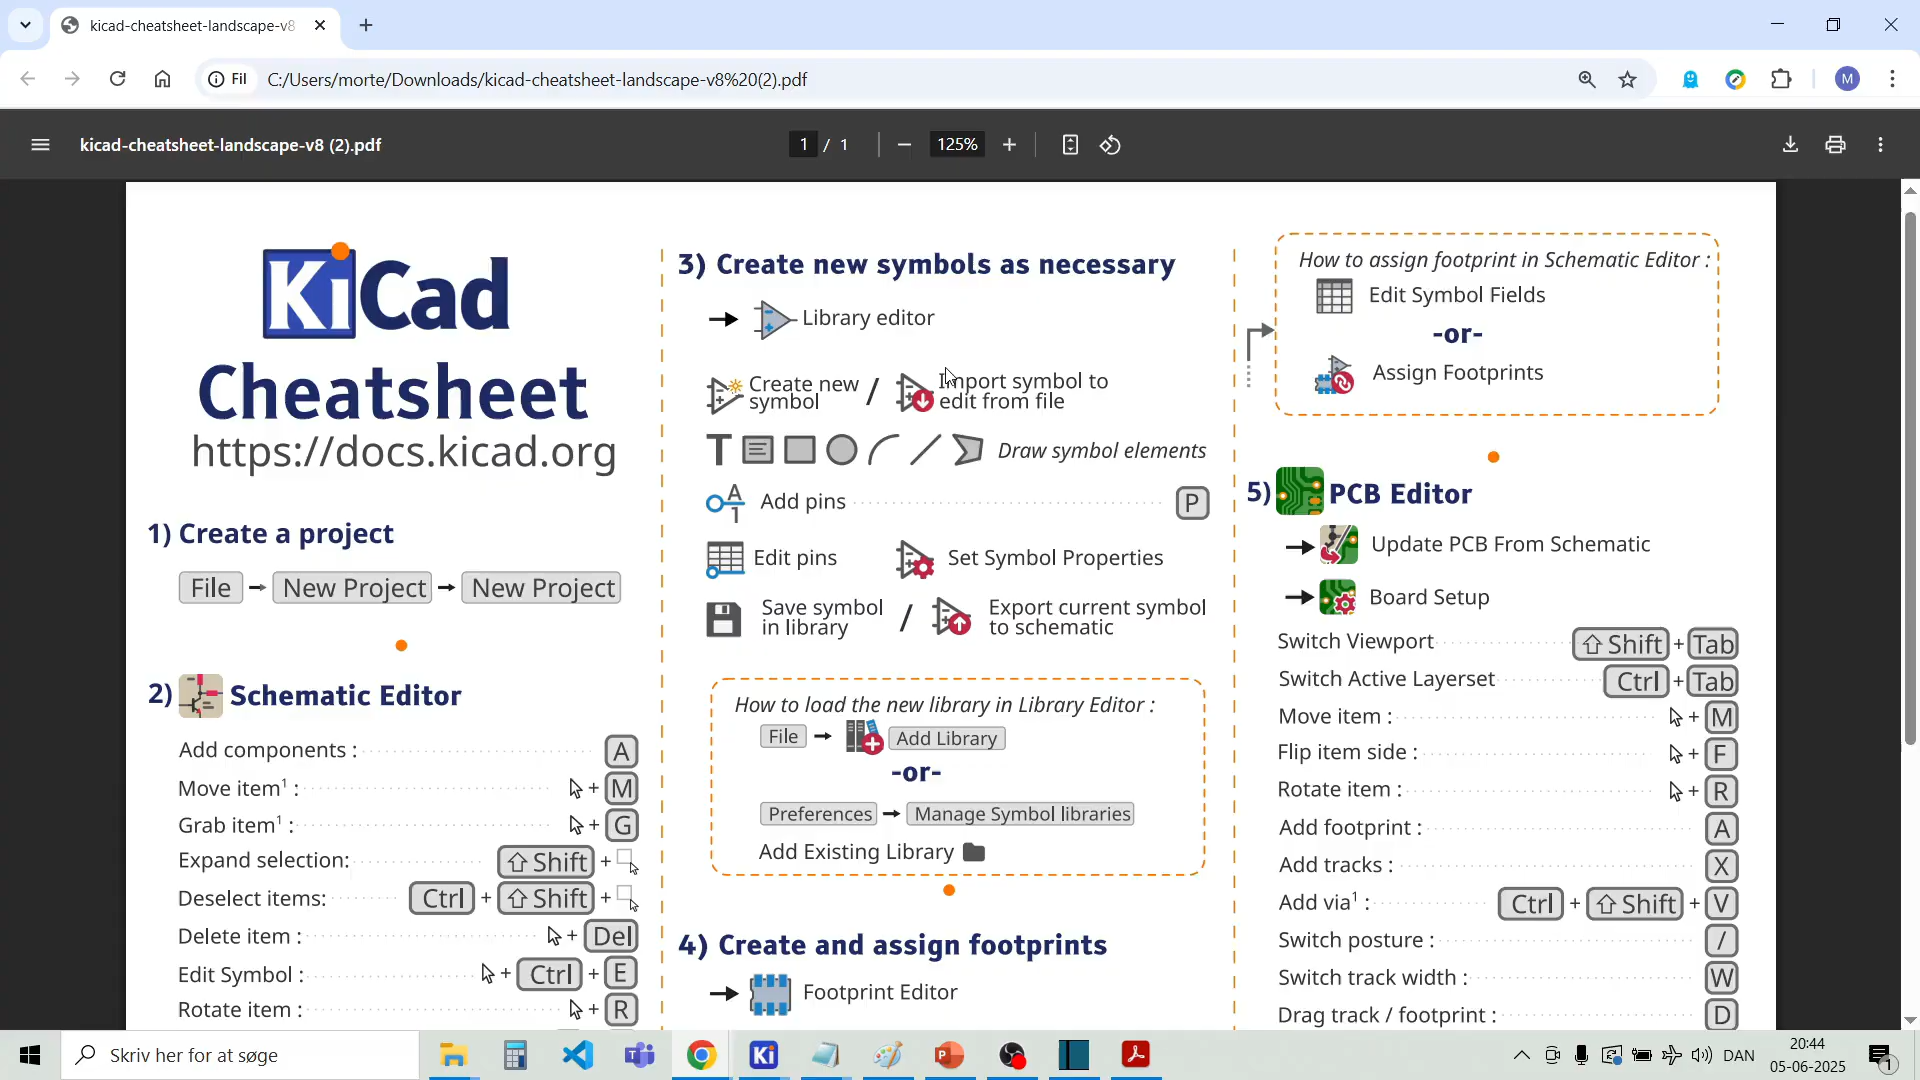 kicad-cheatsheet-landscape-v8
Fil
C:/Users/morte/Downloads/kicad-cheatsheet-landscape-v8%20(2).pdf
M
kicad-cheatsheet-landscape-v8 (2).pdf
1 / 1
125%
KiCad
Cheatsheet
https://docs.kicad.org
1) Create a project
File → New Project → New Project
2) Schematic Editor
Add components : A
Move item¹ : + M
Grab item¹ : + G
Expand selection: ⇧ Shift +
Deselect items: Ctrl + ⇧ Shift +
Delete item : + Del
Edit Symbol : + Ctrl + E
Rotate item : + R
3) Create new symbols as necessary
→ Library editor
Create new symbol / Import symbol to
edit from file
T Draw symbol elements
A
1
Add pins P
Edit pins Set Symbol Properties
Save symbol
in library / Export current symbol
to schematic
How to load the new library in Library Editor :
File → Add Library
-or-
Preferences → Manage Symbol libraries
Add Existing Library
4) Create and assign footprints
→ Footprint Editor
How to assign footprint in Schematic Editor :
Edit Symbol Fields
-or-
Assign Footprints
5) PCB Editor
→ Update PCB From Schematic
→ Board Setup
Switch Viewport ⇧ Shift + Tab
Switch Active Layerset Ctrl + Tab
Move item : + M
Flip item side : + F
Rotate item : + R
Add footprint : A
Add tracks : X
Add via¹ : Ctrl + ⇧ Shift + V
Switch posture : /
Switch track width : W
Drag track / footprint : D
Skriv her for at søge
Ki
P
DAN
20:44
05-06-2025
1